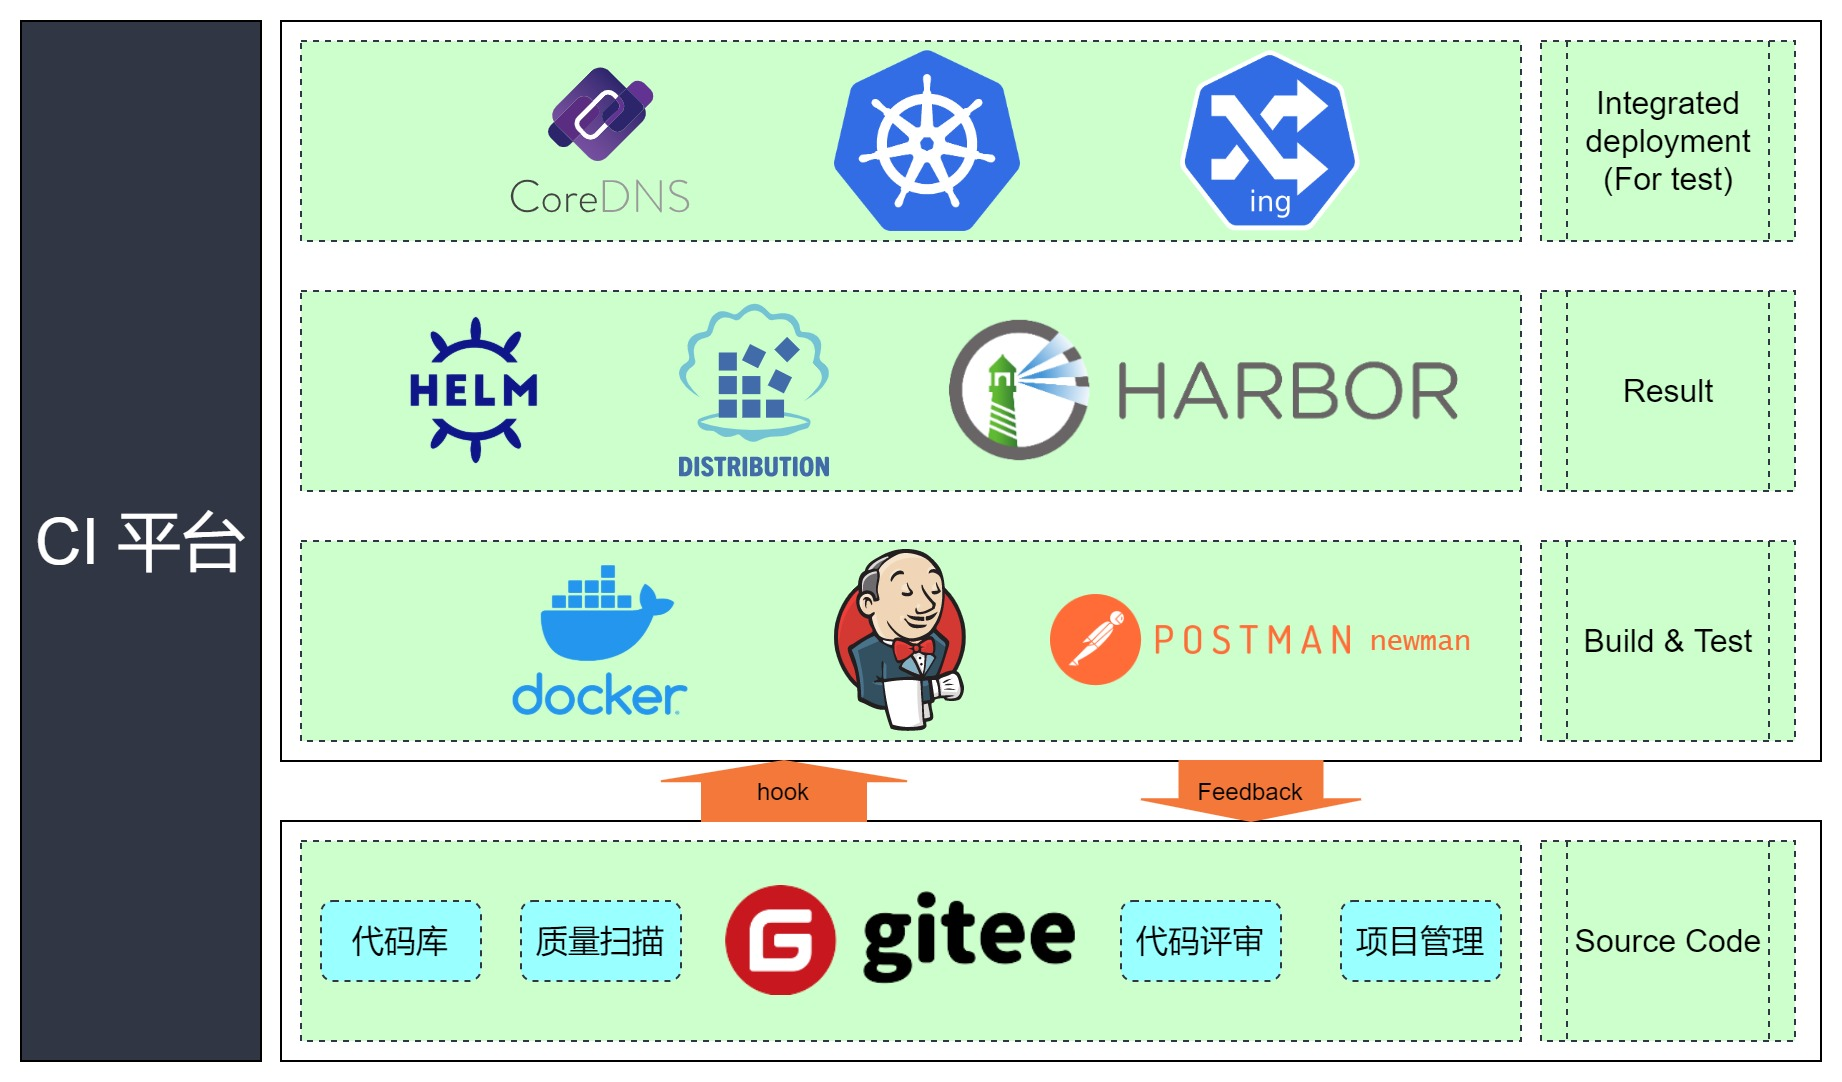 CI 平台
CoreDNS
ing
Integrated
deployment
(For test)
HELM
DISTRIBUTION
HARBOR
Result
docker
POSTMAN newman
Build & Test
hook
Feedback
代码库
质量扫描
G gitee
代码评审
项目管理
Source Code